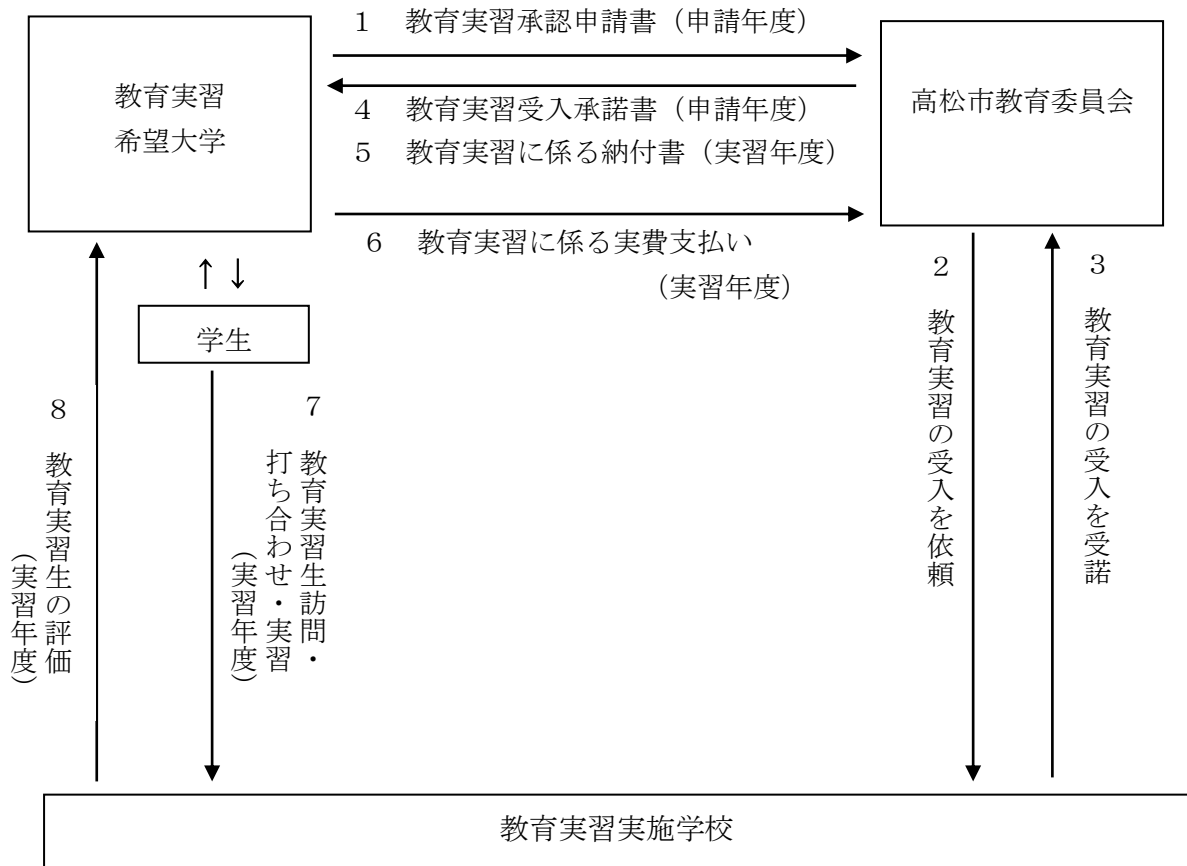 1 教育実習承認申請書（申請年度）
教育実習
希望大学
高松市教育委員会
4 教育実習受入承諾書（申請年度）
5 教育実習に係る納付書（実習年度）
6 教育実習に係る実費支払い
（実習年度）
↑↓
学生
2 教育実習の受入を依頼
3 教育実習の受入を受諾
7 教育実習生訪問・
打ち合わせ・実習
（実習年度）
8 教育実習生の評価
（実習年度）
教育実習実施学校